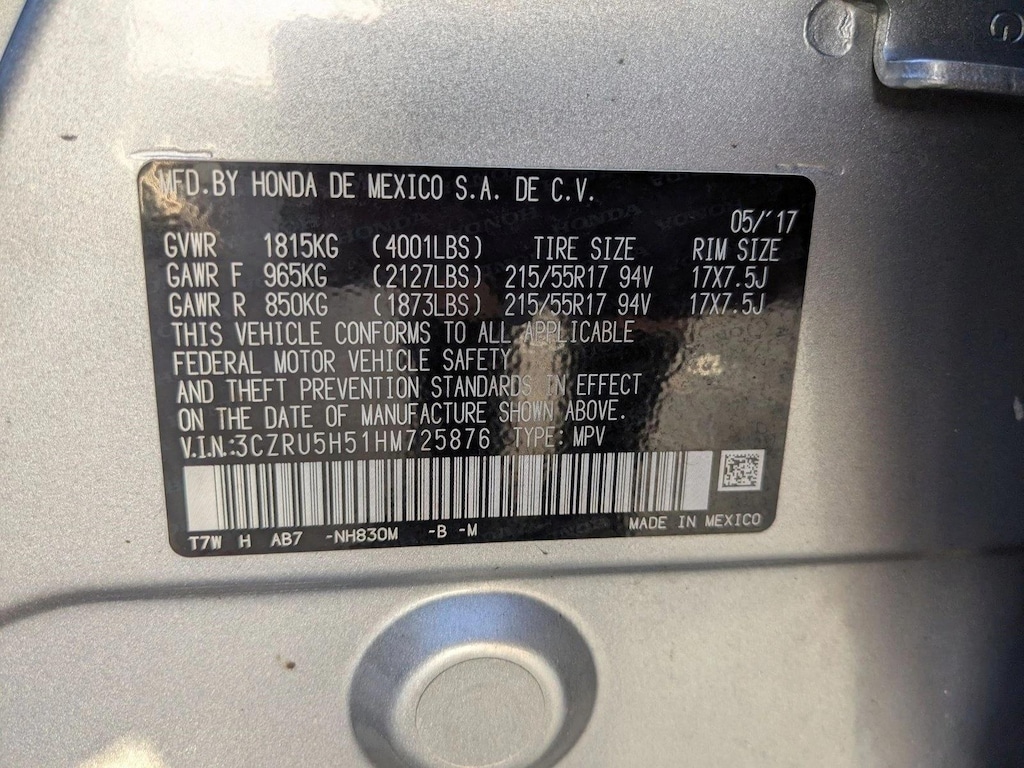 MFD.BY HONDA DE MEXICO S.A. DE C.V.
05/'17
GVWR 1815KG (4001LBS) TIRE SIZE RIM SIZE
GAWR F 965KG (2127LBS) 215/55R17 94V 17X7.5J
GAWR R 850KG (1873LBS) 215/55R17 94V 17X7.5J
THIS VEHICLE CONFORMS TO ALL APPLICABLE
FEDERAL MOTOR VEHICLE SAFETY
AND THEFT PREVENTION STANDARDS IN EFFECT
ON THE DATE OF MANUFACTURE SHOWN ABOVE.
V.I.N.:3CZRU5H51HM725876 TYPE: MPV
T7W H AB7 -NH830M -B -M MADE IN MEXICO